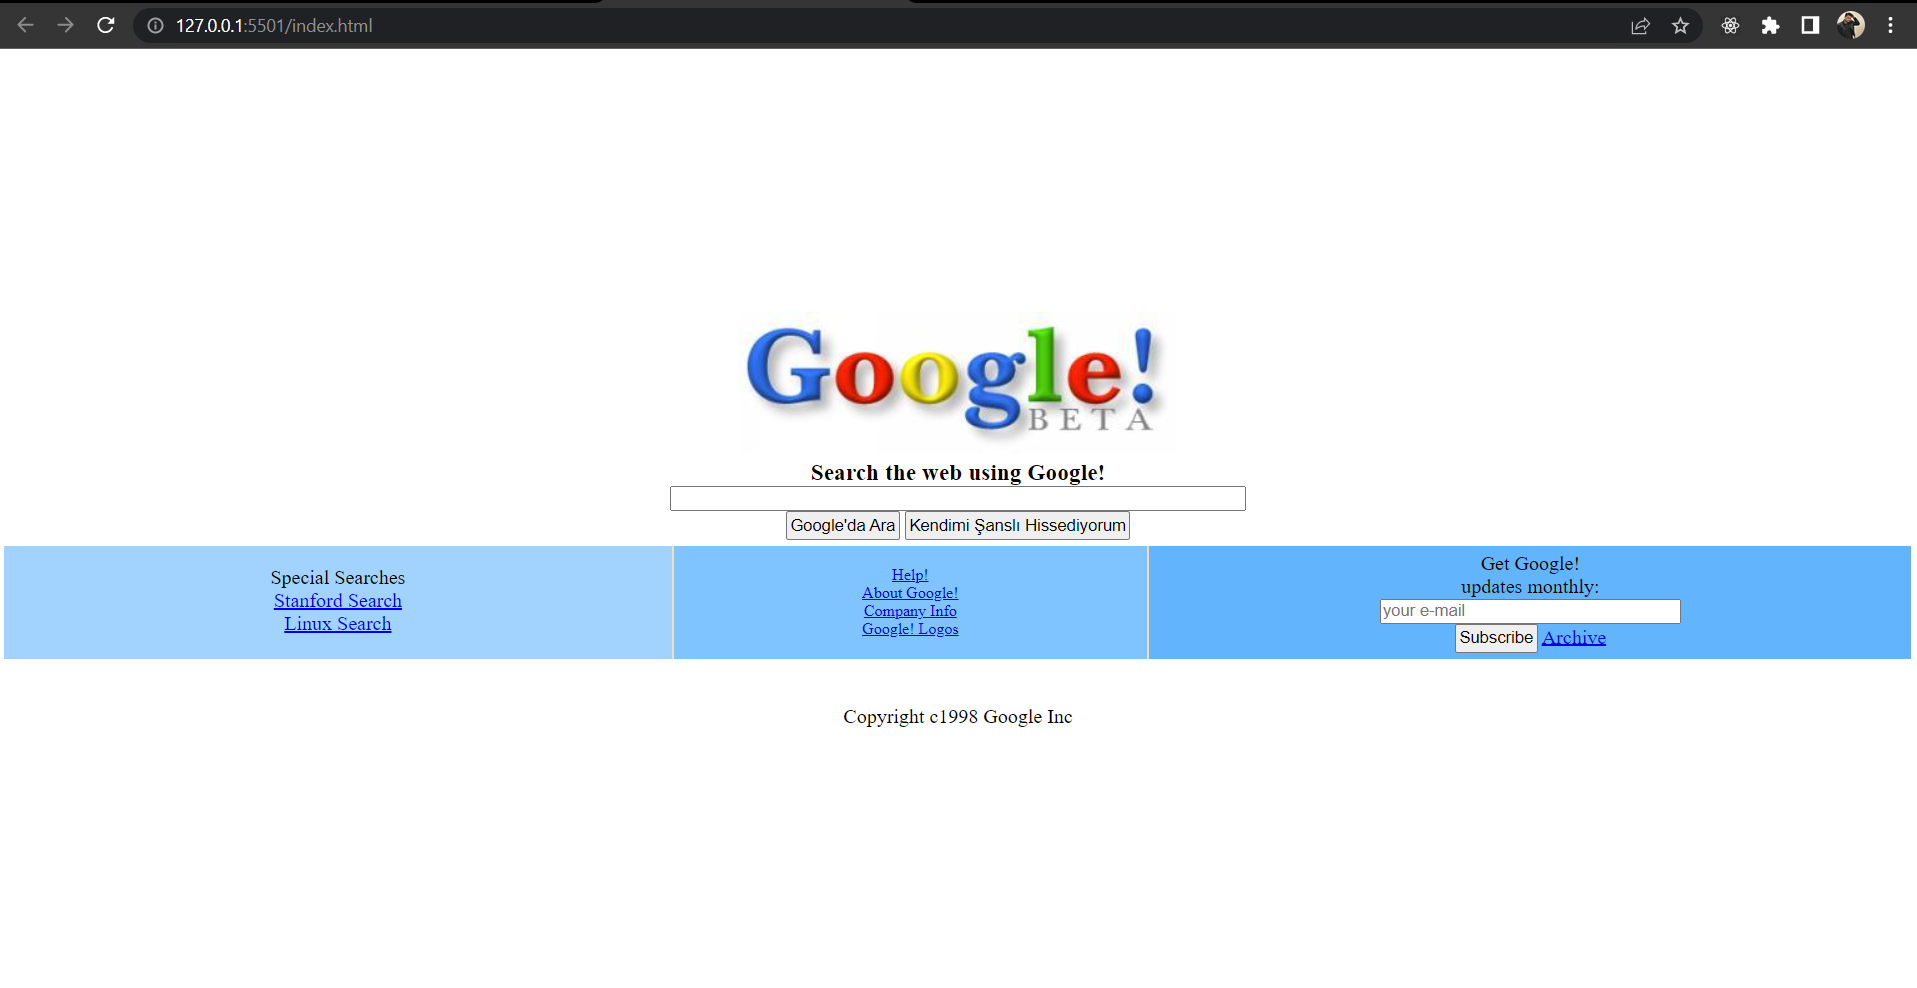 127.0.0.1:5501/index.html
Google!
BETA
Search the web using Google!
Google'da Ara Kendimi Şanslı Hissediyorum
Special Searches
Stanford Search
Linux Search
Help!
About Google!
Company Info
Google! Logos
Get Google!
updates monthly:
your e-mail
Subscribe Archive
Copyright c1998 Google Inc